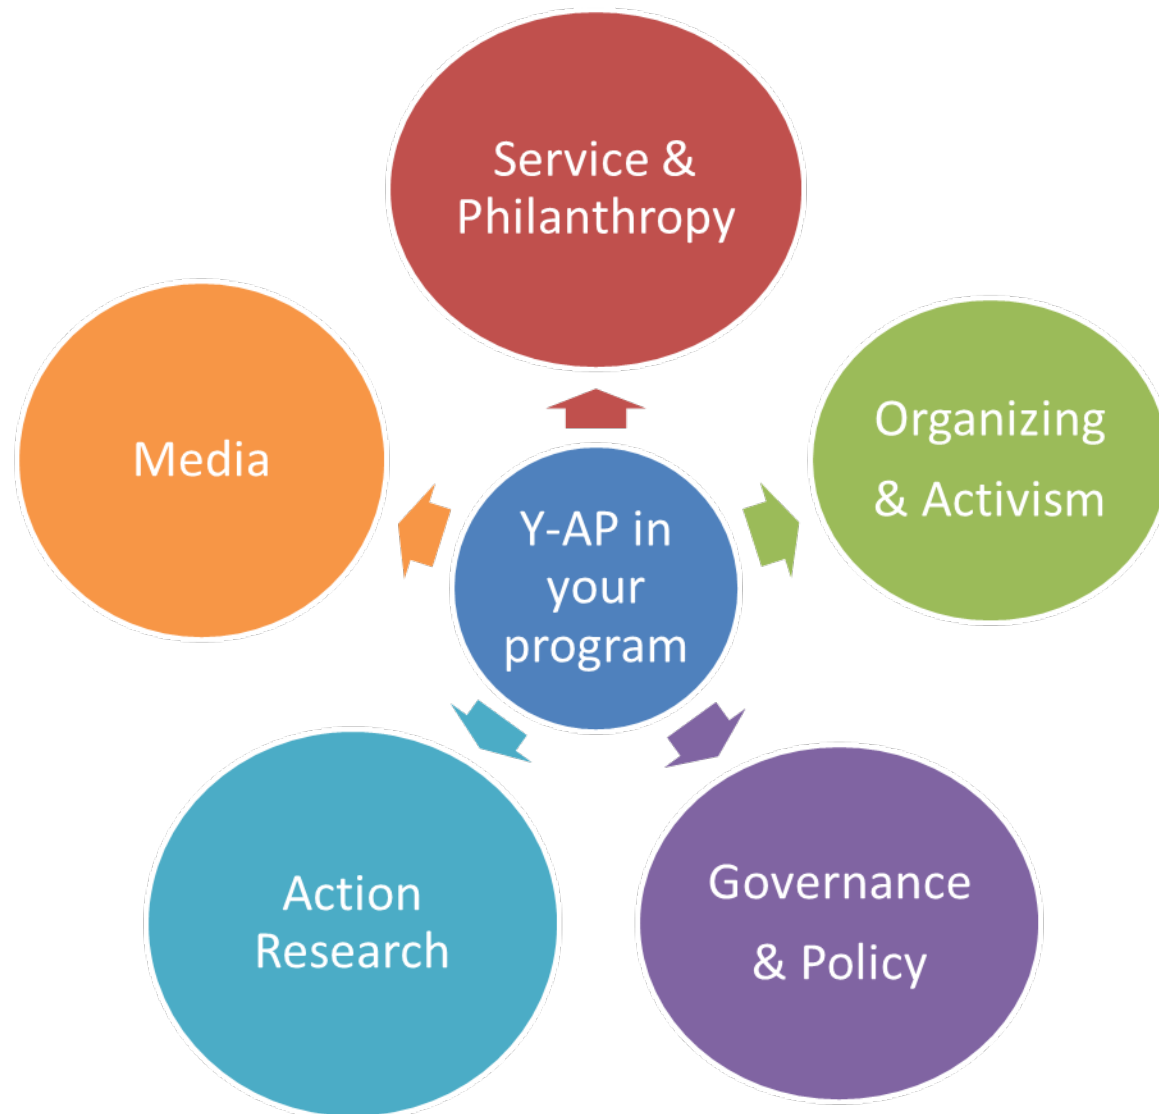 Service &
Philanthropy
Media
Organizing
& Activism
Y-AP in
your
program
Action
Research
Governance
& Policy